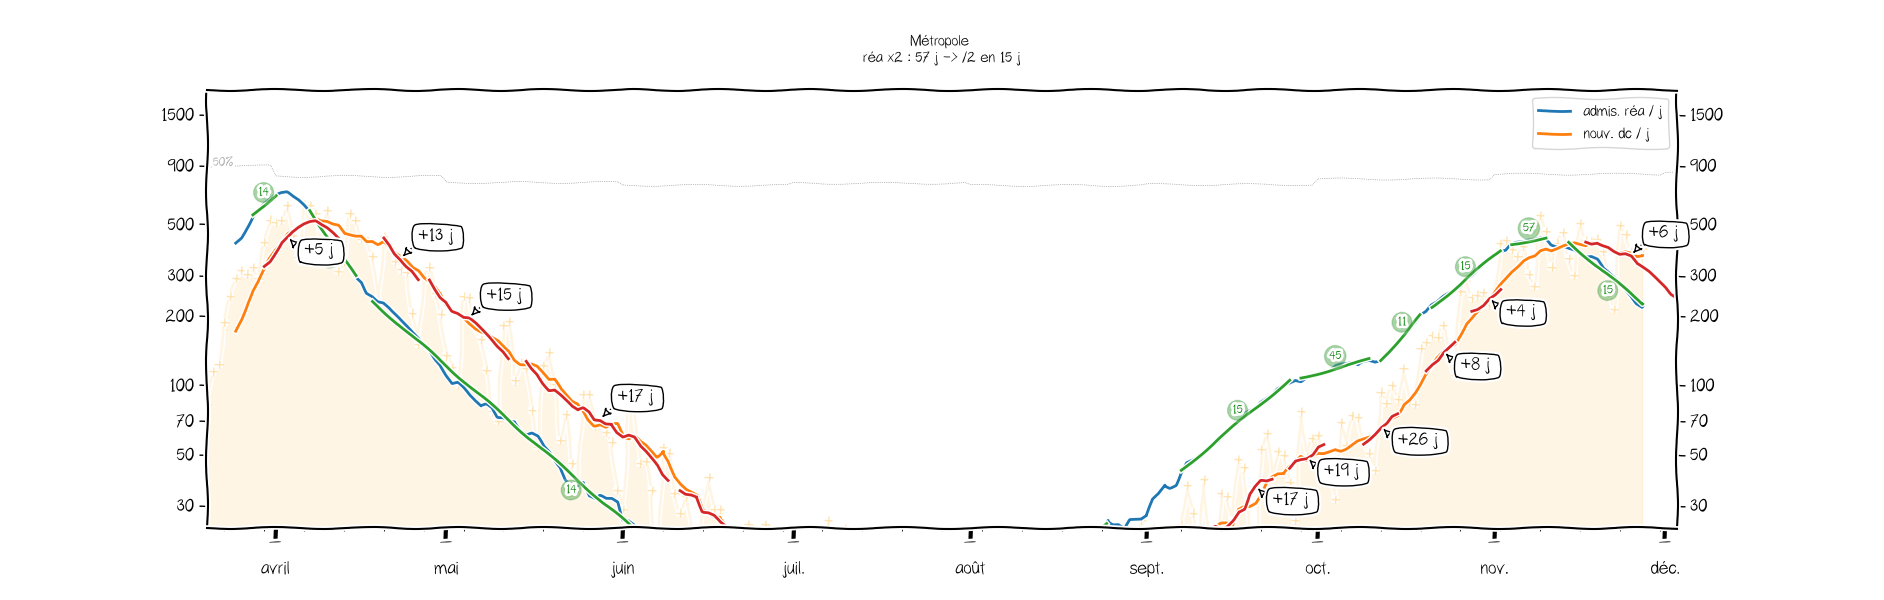 Métropole
réa x2 : 57 j -> /2 en 15 j
1500
900
500
300
200
100
70
50
30
50%
14
+5 j
+13 j
+15 j
+17 j
14
15
45
11
15
57
15
+17 j
+19 j
+26 j
+8 j
+4 j
+6 j
admis. réa / j
nouv. dc / j
1500
900
500
300
200
100
70
50
30
avril mai juin juil. août sept. oct. nov. déc.